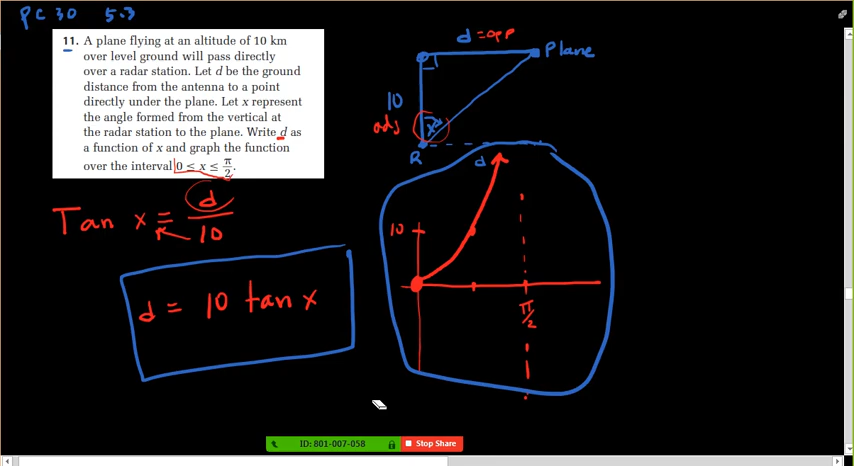 PC 30 5.3
11. A plane flying at an altitude of 10 km
over level ground will pass directly
over a radar station. Let d be the ground
distance from the antenna to a point
directly under the plane. Let x represent
the angle formed from the vertical at
the radar station to the plane. Write d as
a function of x and graph the function
over the interval 0 ≤ x ≤ π/2.
d = opp
Plane
10
adj
x
R
d
Tan x = d/10
d = 10 tan x
10
π/2
ID: 801-007-058
Stop Share